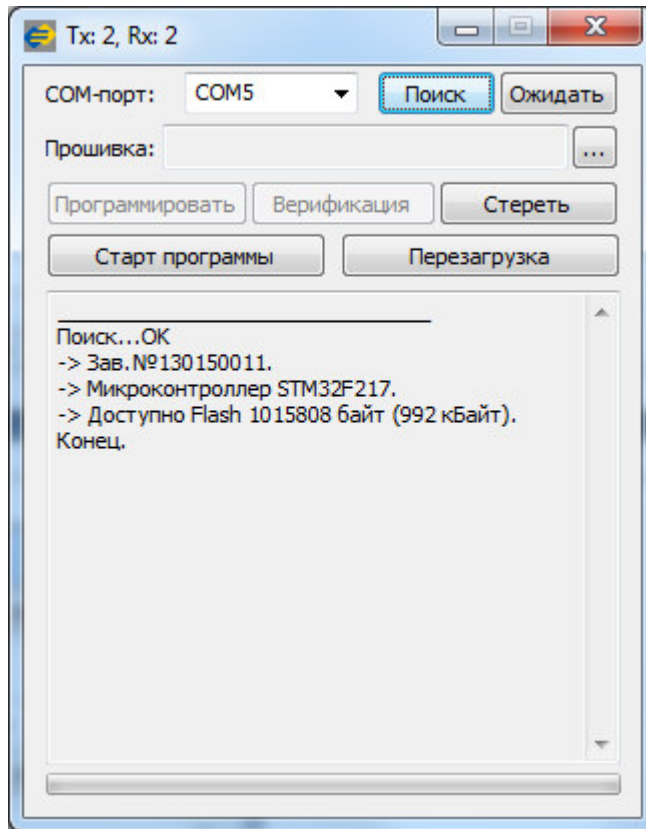 Tx: 2, Rx: 2
COM-порт: COM5 Поиск Ожидать
Прошивка: ...
Программировать Верификация Стереть
Старт программы Перезагрузка
Поиск...ОК
-> Зав.№130150011.
-> Микроконтроллер STM32F217.
-> Доступно Flash 1015808 байт (992 кБайт).
Конец.